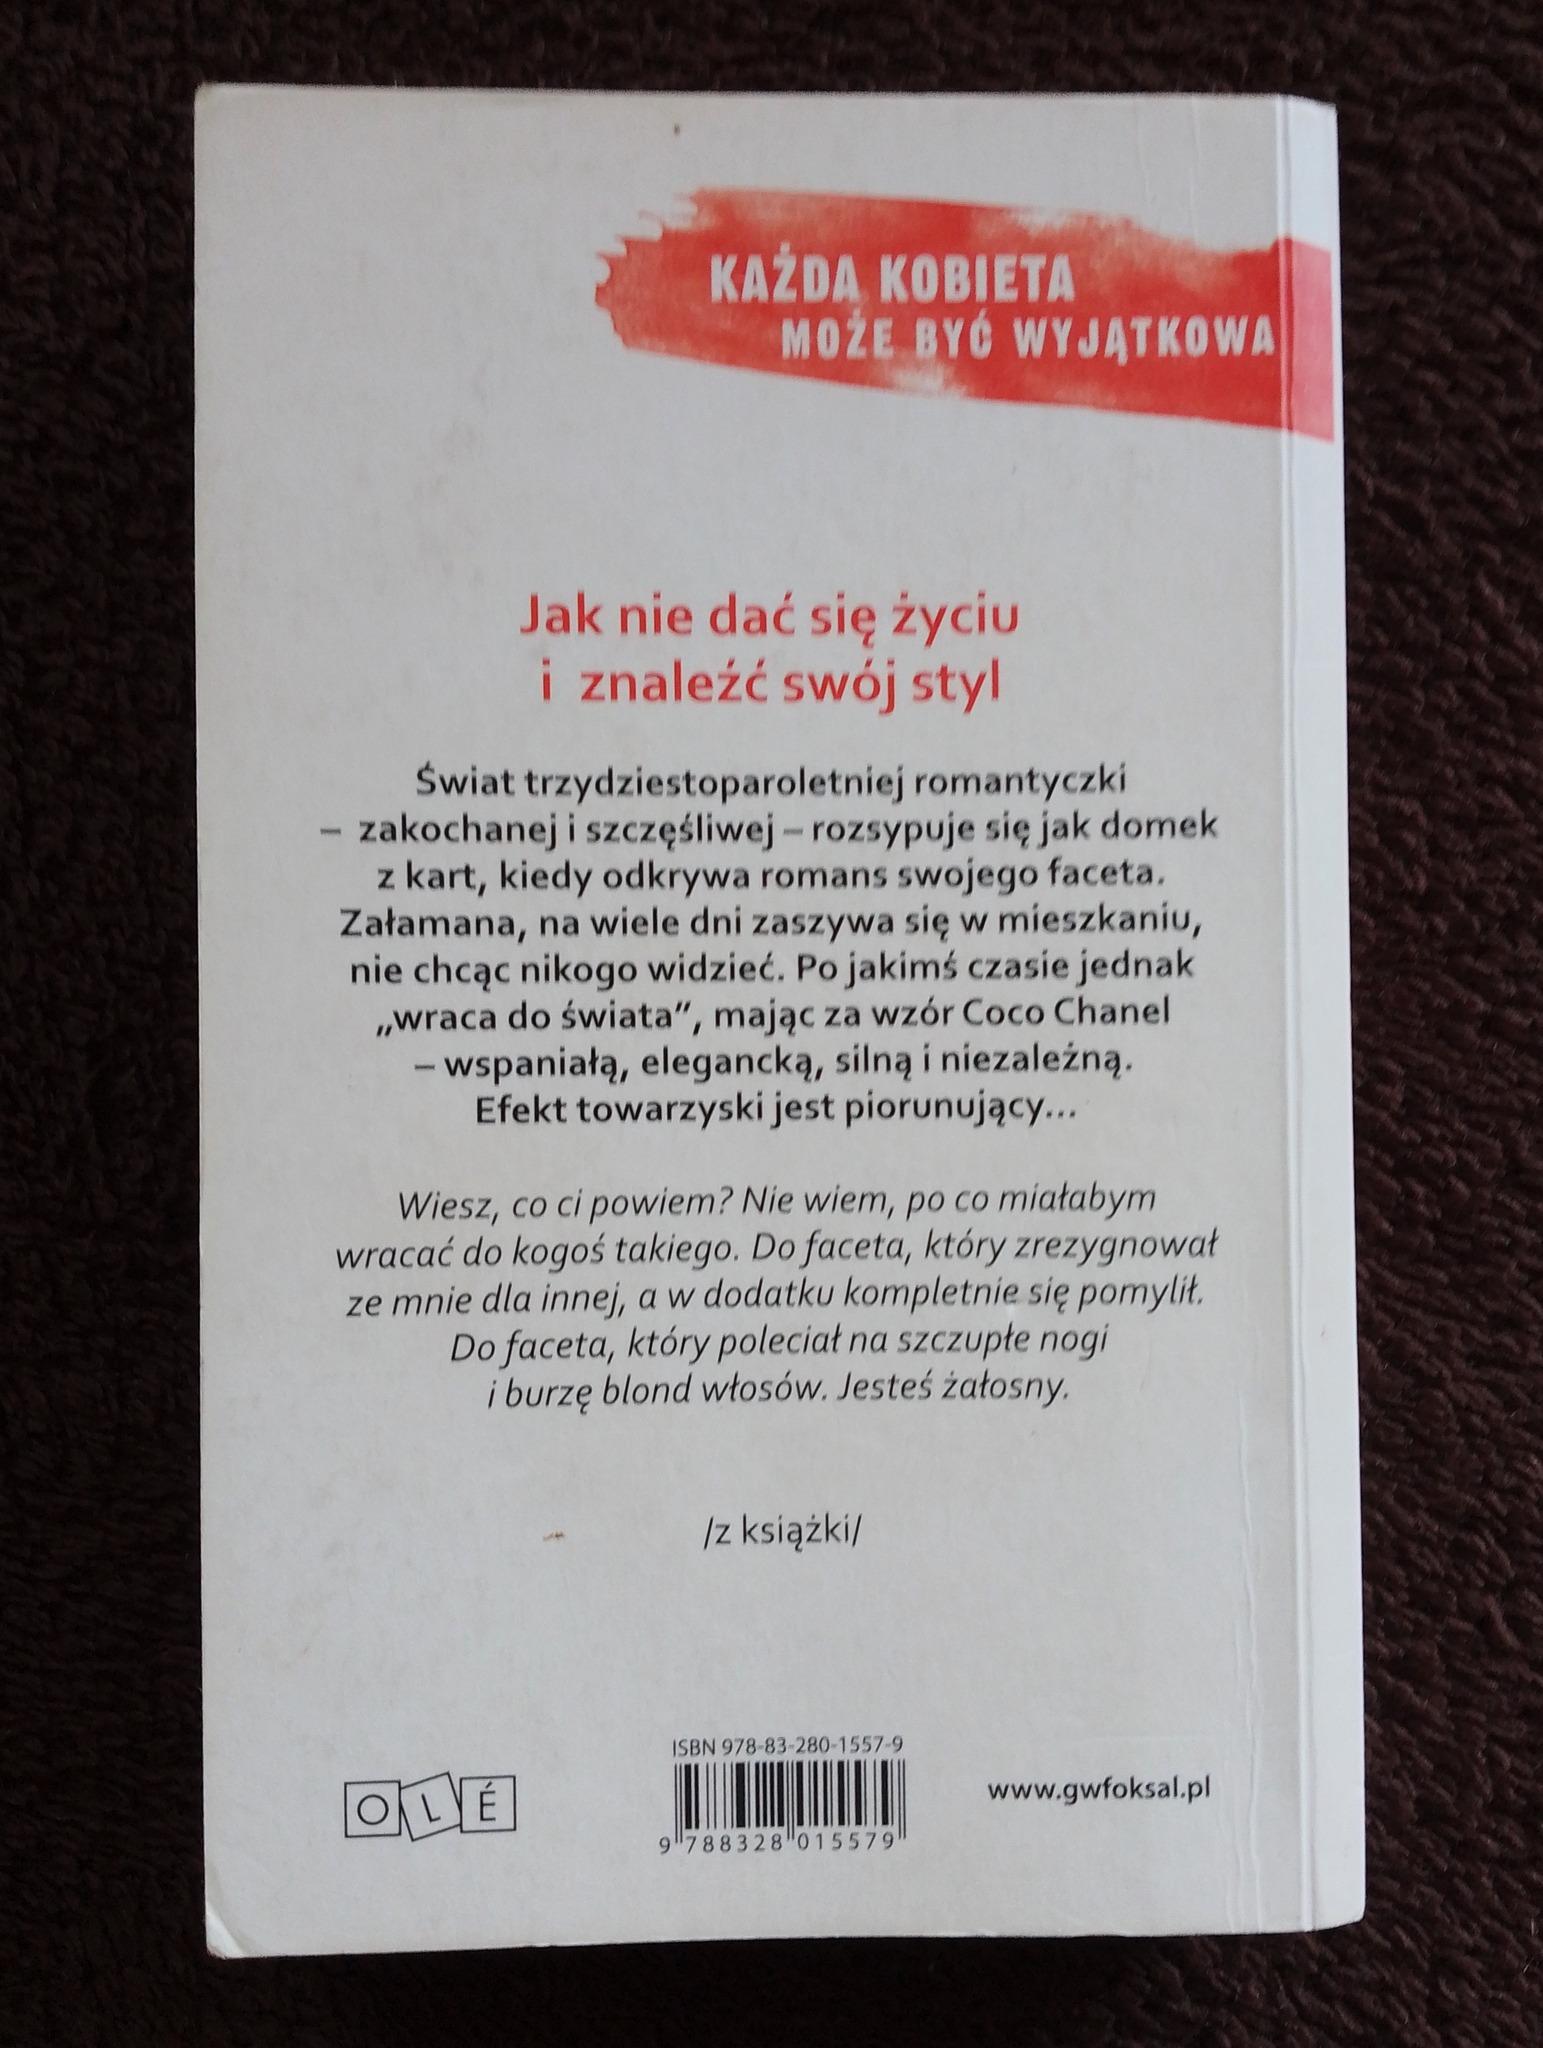 KAŻDA KOBIETA
MOŻE BYĆ WYJĄTKOWA
Jak nie dać się życiu
i znaleźć swój styl
Świat trzydziestoparoletniej romantyczki
– zakochanej i szczęśliwej – rozsypuje się jak domek
z kart, kiedy odkrywa romans swojego faceta.
Załamana, na wiele dni zaszywa się w mieszkaniu,
nie chcąc nikogo widzieć. Po jakimś czasie jednak
„wraca do świata”, mając za wzór Coco Chanel
– wspaniałą, elegancką, silną i niezależną.
Efekt towarzyski jest piorunujący...
Wiesz, co ci powiem? Nie wiem, po co miałabym
wracać do kogoś takiego. Do faceta, który zrezygnował
ze mnie dla innej, a w dodatku kompletnie się pomylił.
Do faceta, który poleciał na szczupłe nogi
i burzę blond włosów. Jesteś żałosny.
/z książki/
ISBN 978-83-280-1557-9
OLÉ
www.gwfoksal.pl
9 788328 015579